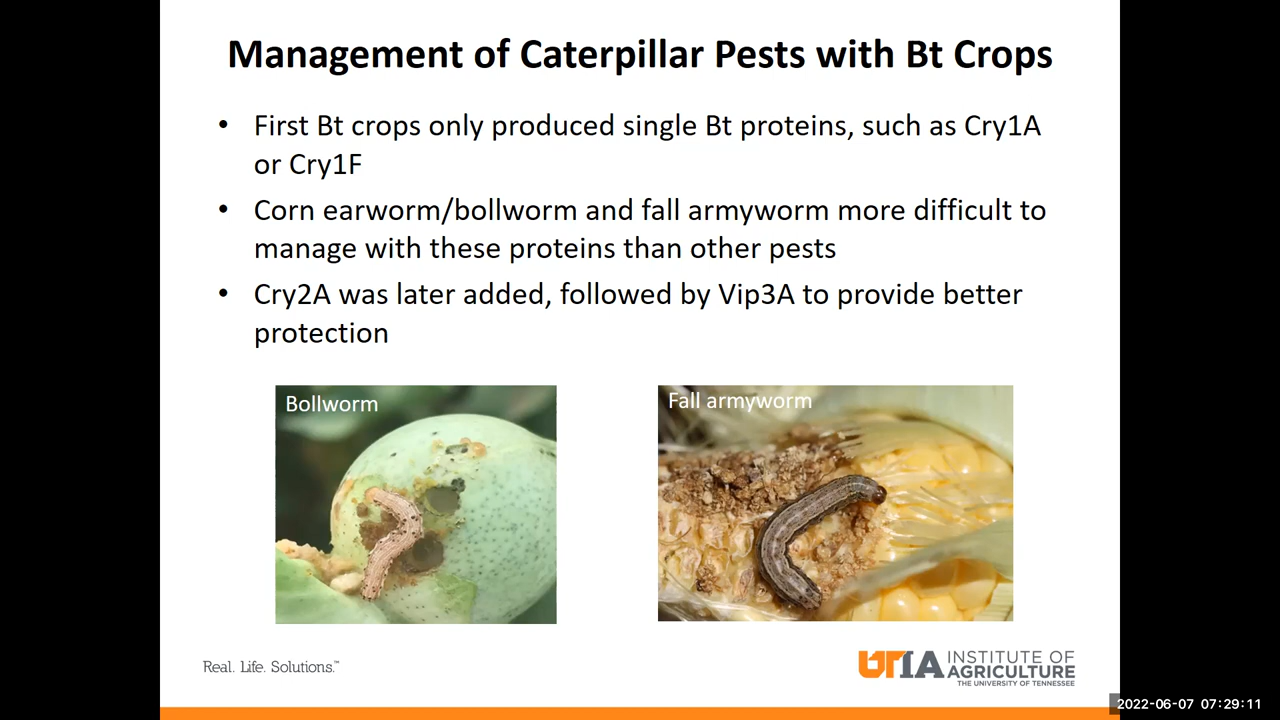 Management of Caterpillar Pests with Bt Crops
• First Bt crops only produced single Bt proteins, such as Cry1A
or Cry1F
• Corn earworm/bollworm and fall armyworm more difficult to
manage with these proteins than other pests
• Cry2A was later added, followed by Vip3A to provide better
protection
Bollworm
Fall armyworm
Real. Life. Solutions.™
UTIA INSTITUTE OF
AGRICULTURE
THE UNIVERSITY OF TENNESSEE
2022-06-07 07:29:11